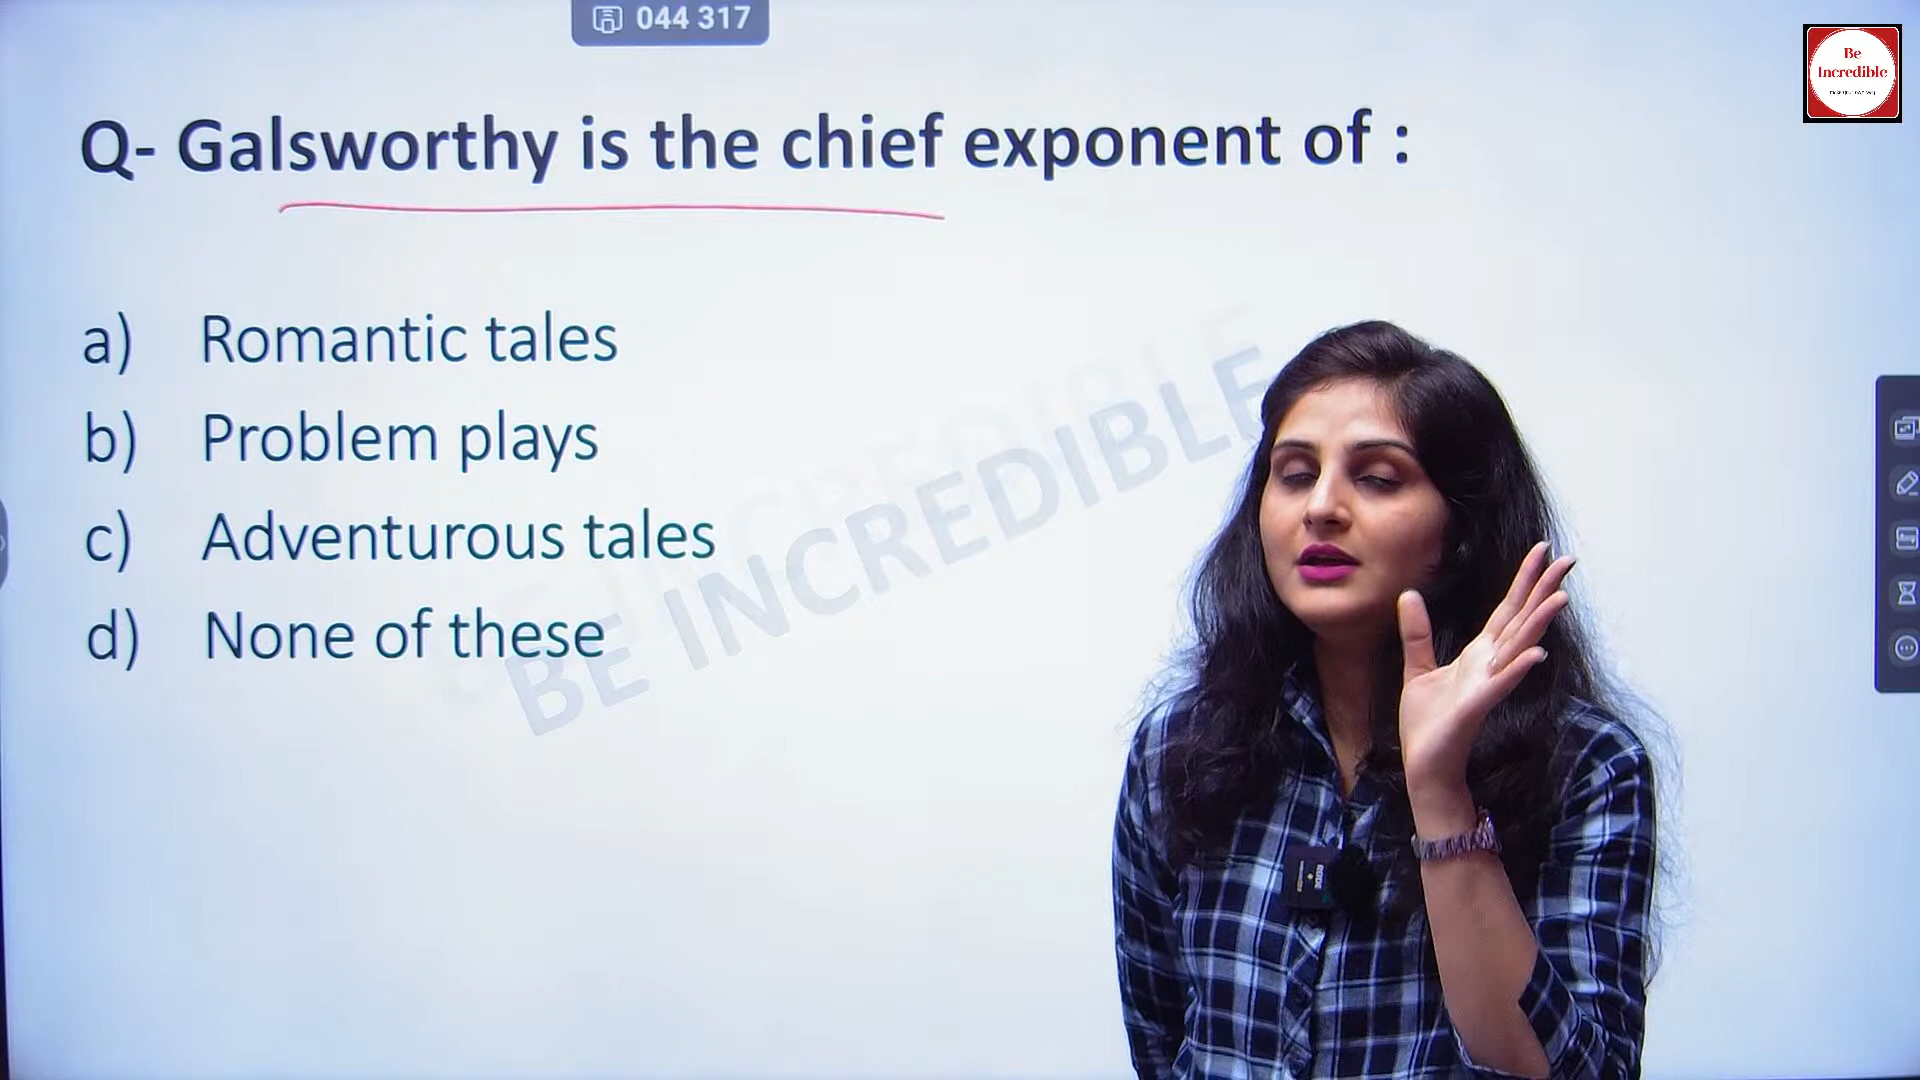 044 317
Be
Incredible
Q- Galsworthy is the chief exponent of :
a) Romantic tales
b) Problem plays
c) Adventurous tales
d) None of these
BE INCREDIBLE
RØDE